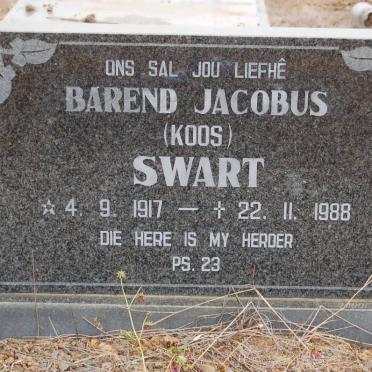 ONS SAL JOU LIEFHÊ
BAREND JACOBUS
(KOOS)
SWART
☆ 4. 9. 1917 — ✝ 22. 11. 1988
DIE HERE IS MY HERDER
PS. 23